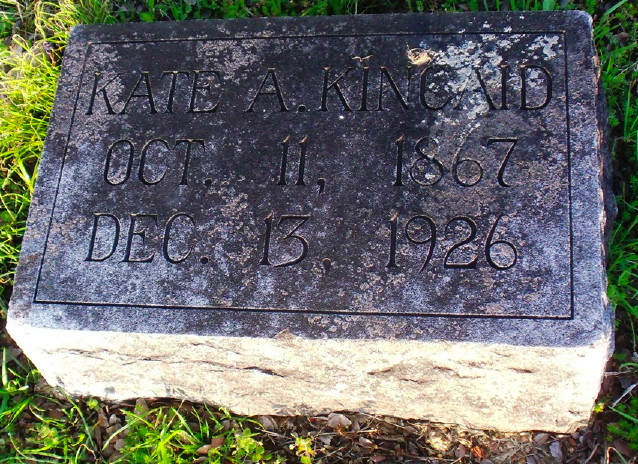 KATE A. KINCAID
OCT. 11, 1867
DEC. 13, 1926